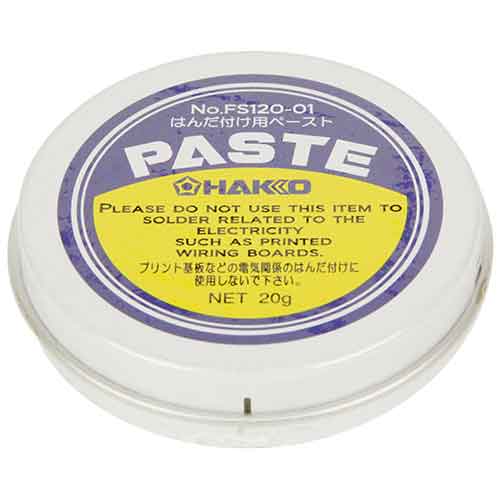 No.FS120-01
はんだ付け用ペースト
PASTE
HAKKO
PLEASE DO NOT USE THIS ITEM TO
SOLDER RELATED TO THE
ELECTRICITY
SUCH AS PRINTED
WIRING BOARDS.
プリント基板などの電気関係のはんだ付けに
使用しないで下さい。
NET 20g